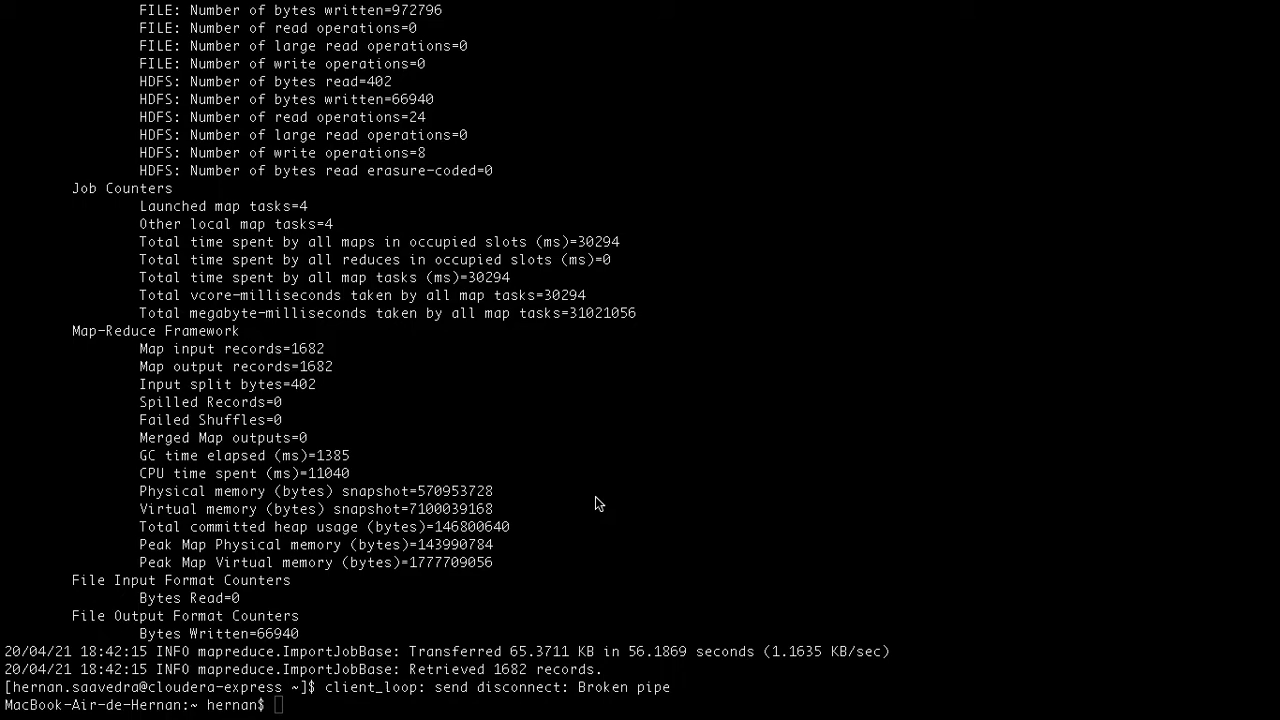 FILE: Number of bytes written=972796
FILE: Number of read operations=0
FILE: Number of large read operations=0
FILE: Number of write operations=0
HDFS: Number of bytes read=402
HDFS: Number of bytes written=66940
HDFS: Number of read operations=24
HDFS: Number of large read operations=0
HDFS: Number of write operations=8
HDFS: Number of bytes read erasure-coded=0
Job Counters
Launched map tasks=4
Other local map tasks=4
Total time spent by all maps in occupied slots (ms)=30294
Total time spent by all reduces in occupied slots (ms)=0
Total time spent by all map tasks (ms)=30294
Total vcore-milliseconds taken by all map tasks=30294
Total megabyte-milliseconds taken by all map tasks=31021056
Map-Reduce Framework
Map input records=1682
Map output records=1682
Input split bytes=402
Spilled Records=0
Failed Shuffles=0
Merged Map outputs=0
GC time elapsed (ms)=1385
CPU time spent (ms)=11040
Physical memory (bytes) snapshot=570953728
Virtual memory (bytes) snapshot=7100039168
Total committed heap usage (bytes)=146800640
Peak Map Physical memory (bytes)=143990784
Peak Map Virtual memory (bytes)=1777709056
File Input Format Counters
Bytes Read=0
File Output Format Counters
Bytes Written=66940
20/04/21 18:42:15 INFO mapreduce.ImportJobBase: Transferred 65.3711 KB in 56.1869 seconds (1.1635 KB/sec)
20/04/21 18:42:15 INFO mapreduce.ImportJobBase: Retrieved 1682 records.
[hernan.saavedra@cloudera-express ~]$ client_loop: send disconnect: Broken pipe
MacBook-Air-de-Hernan:~ hernan$